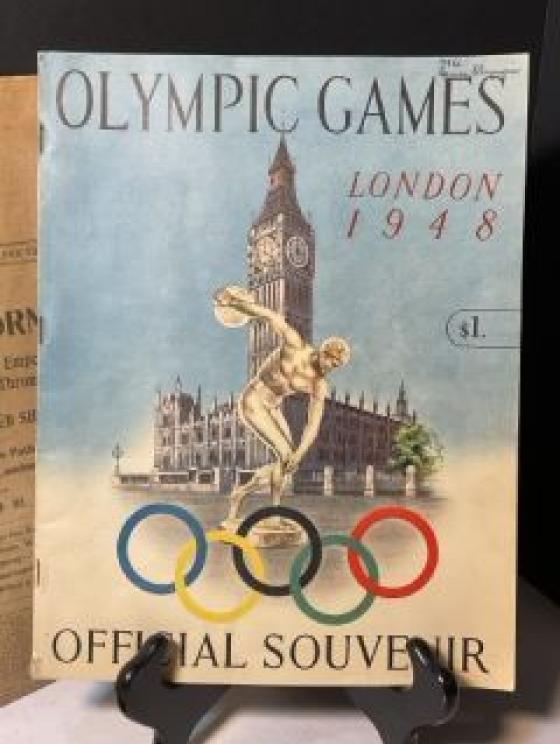 OLYMPIC GAMES
LONDON
1948
$1.
OFFICIAL SOUVENIR